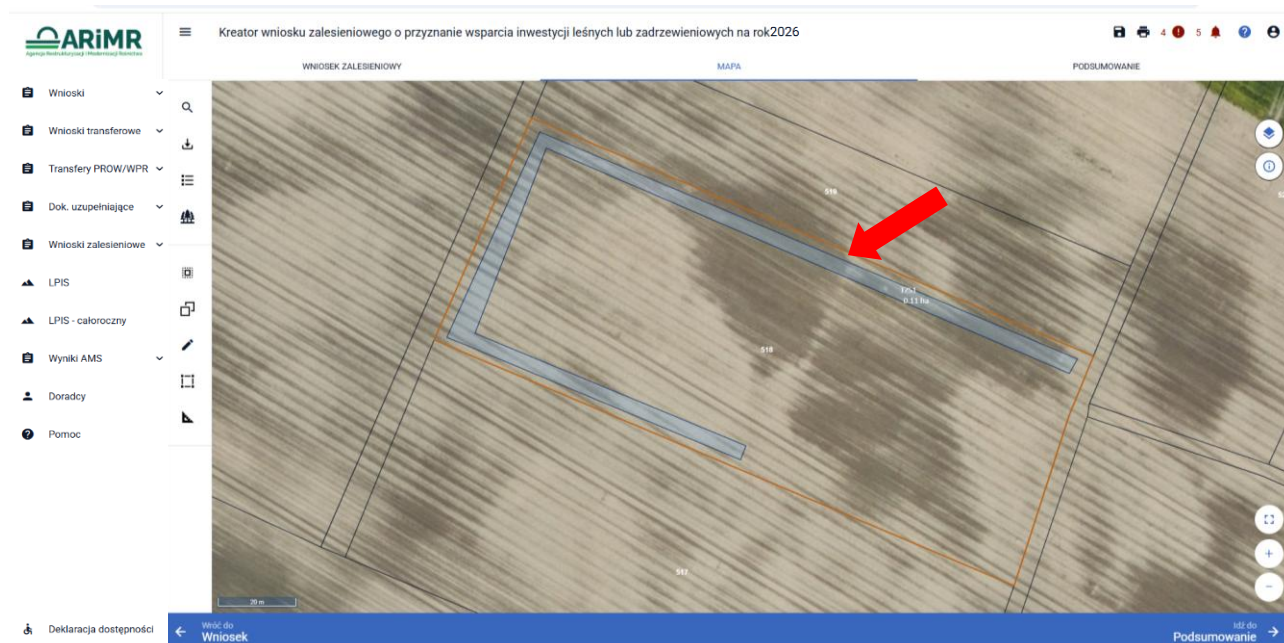 ARiMR
Agencja Restrukturyzacji i Modernizacji Rolnictwa
Kreator wniosku zalesieniowego o przyznanie wsparcia inwestycji leśnych lub zadrzewieniowych na rok2026
4
5
WNIOSEK ZALESIENIOWY
MAPA
PODSUMOWANIE
Wnioski
Wnioski transferowe
Transfery PROW/WPR
Dok. uzupełniające
Wnioski zalesieniowe
LPIS
LPIS - całoroczny
Wyniki AMS
Doradcy
Pomoc
Deklaracja dostępności
519
0.11 ha
518
517
20 m
Wróć do
Wniosek
Idź do
Podsumowanie